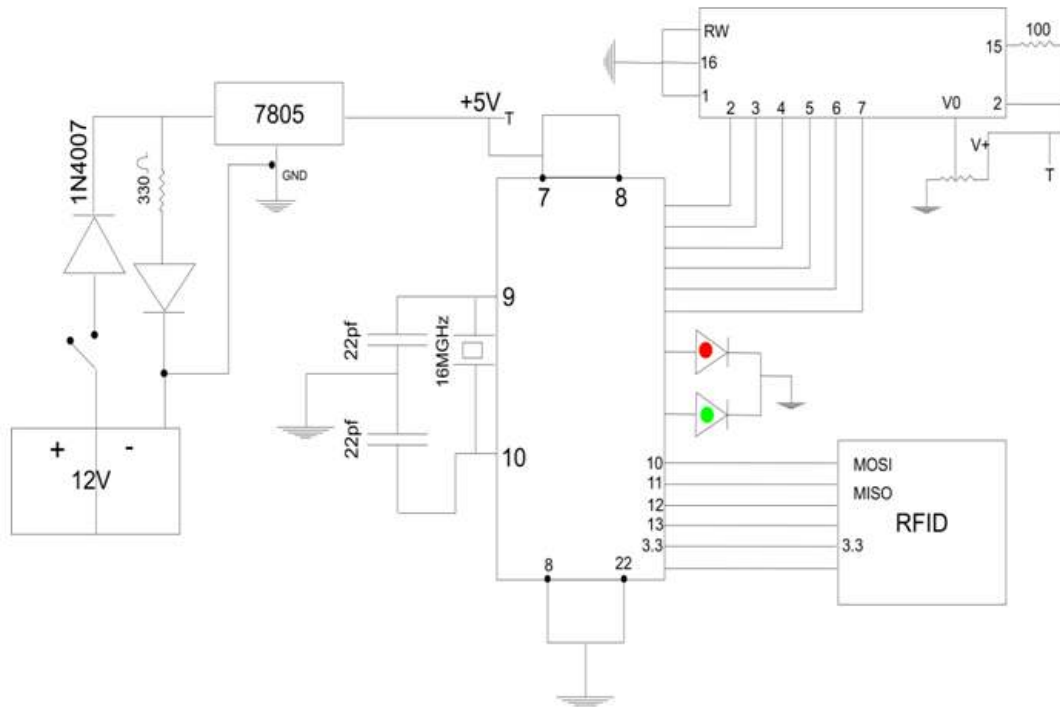 RW
16
1
15
100
2 3 4 5 6 7
V0
2
V+
T
7805
+5V
T
1N4007
330
GND
7
8
9
22pf
16MGHz
22pf
10
+ -
12V
10
11
12
13
3.3
MOSI
MISO
RFID
3.3
8
22